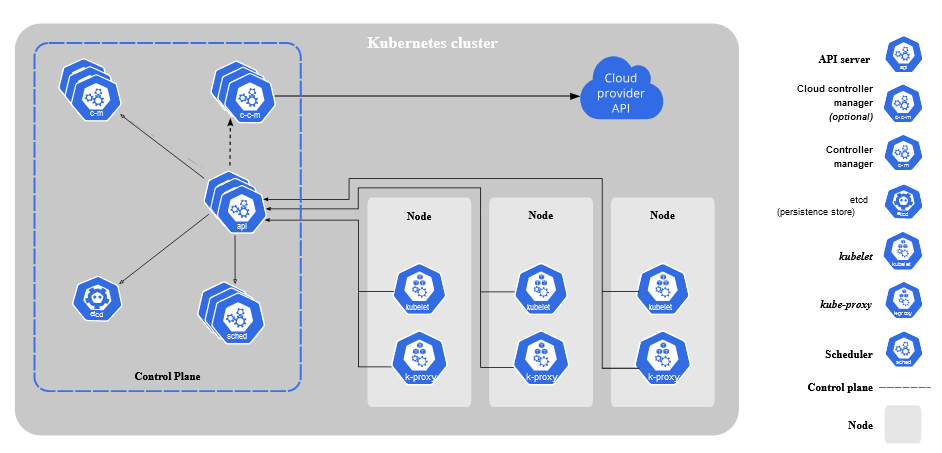 Kubernetes cluster
c-m
c-c-m
Cloud
provider
API
api
etcd
sched
Control Plane
Node
kubelet
k-proxy
Node
kubelet
k-proxy
Node
kubelet
k-proxy
API server
api
Cloud controller
manager
(optional)
c-c-m
Controller
manager
c-m
etcd
(persistence store)
etcd
kubelet
kubelet
kube-proxy
k-proxy
Scheduler
sched
Control plane
Node